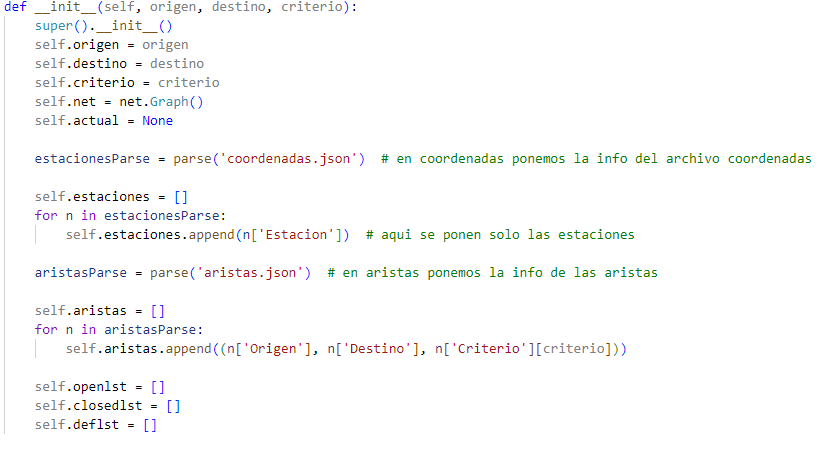 def __init__(self, origen, destino, criterio):
super().__init__()
self.origen = origen
self.destino = destino
self.criterio = criterio
self.net = net.Graph()
self.actual = None
estacionesParse = parse('coordenadas.json')  # en coordenadas ponemos la info del archivo coordenadas
self.estaciones = []
for n in estacionesParse:
self.estaciones.append(n['Estacion'])  # aqui se ponen solo las estaciones
aristasParse = parse('aristas.json')  # en aristas ponemos la info de las aristas
self.aristas = []
for n in aristasParse:
self.aristas.append((n['Origen'], n['Destino'], n['Criterio'][criterio]))
self.openlst = []
self.closedlst = []
self.deflst = []